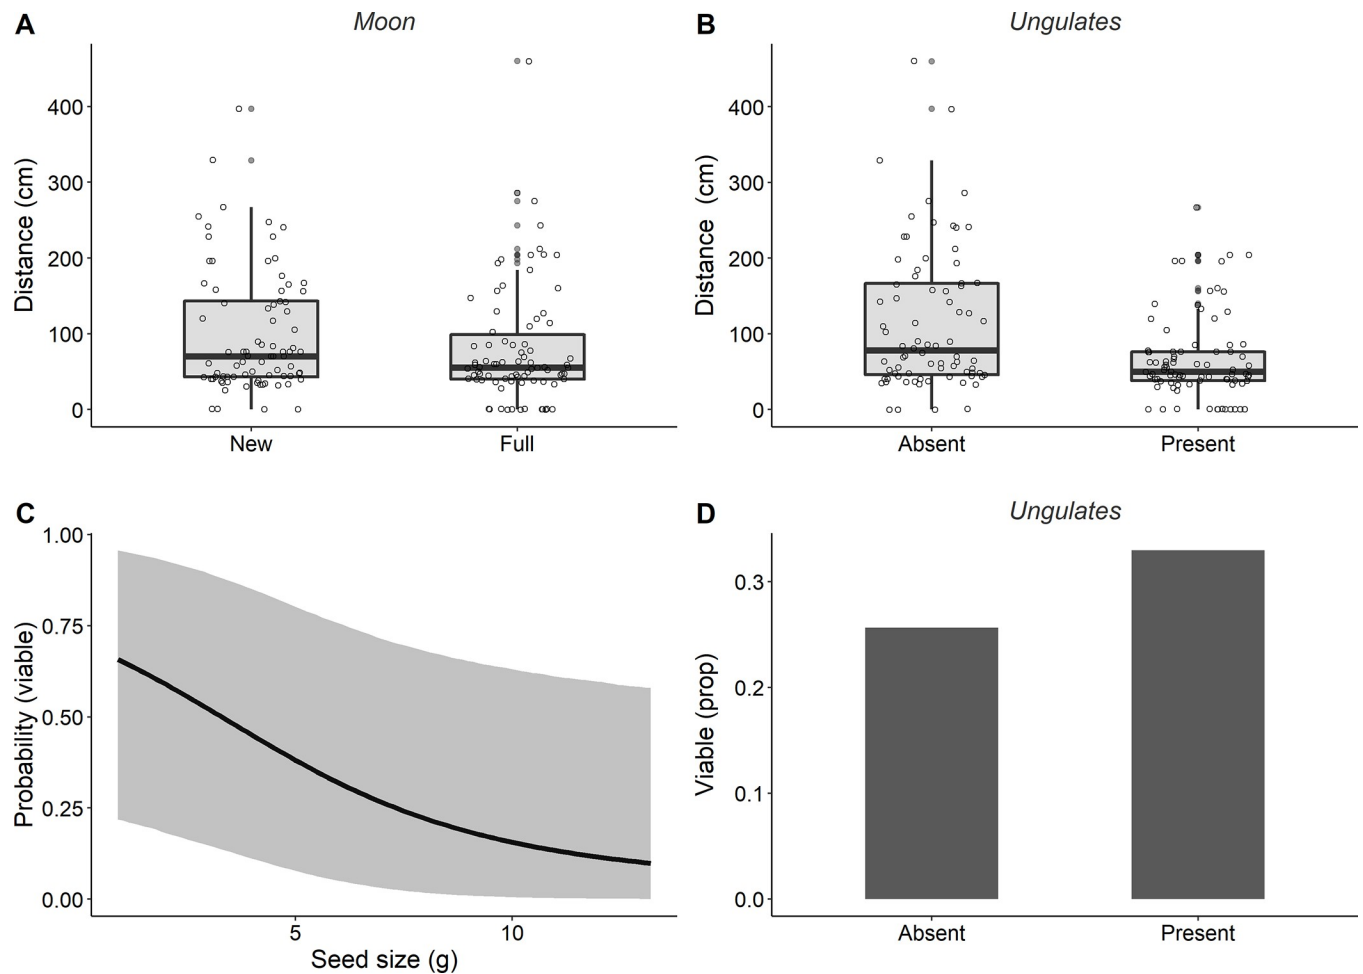 A
Moon
Distance (cm)
400
300
200
100
0
New
Full
B
Ungulates
Distance (cm)
400
300
200
100
0
Absent
Present
C
Probability (viable)
1.00
0.75
0.50
0.25
0.00
5
10
Seed size (g)
D
Ungulates
Viable (prop)
0.3
0.2
0.1
0.0
Absent
Present